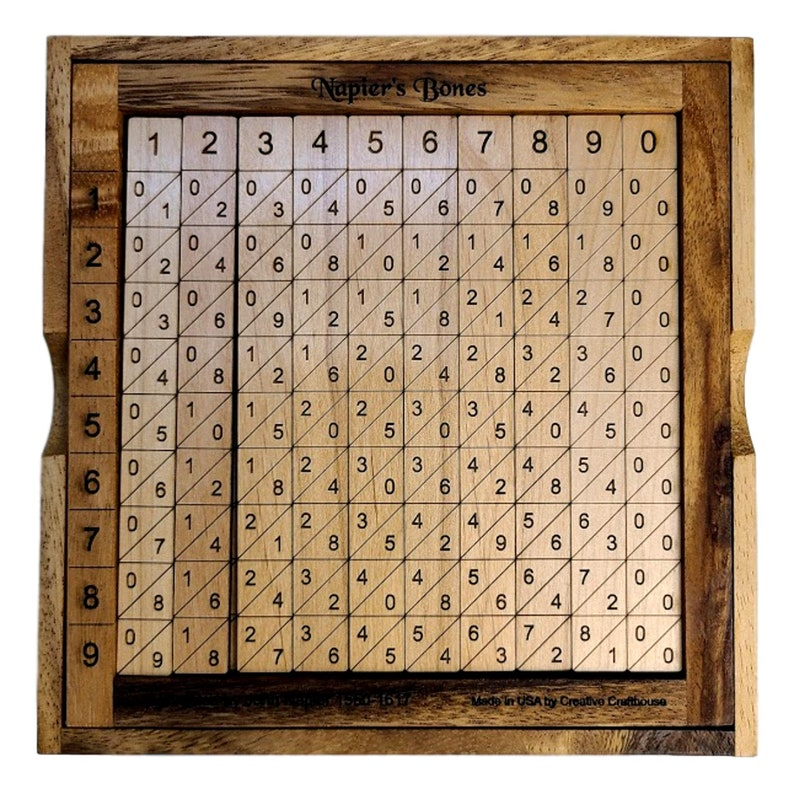 Napier's Bones
1 2 3 4 5 6 7 8 9 0
1 0 1 0 2 0 3 0 4 0 5 0 6 0 7 0 8 0 9 0 0
2 0 2 0 4 0 6 0 8 1 0 1 2 1 4 1 6 1 8 0 0
3 0 3 0 6 0 9 1 2 1 5 1 8 2 1 2 4 2 7 0 0
4 0 4 0 8 1 2 1 6 2 0 2 4 2 8 3 2 3 6 0 0
5 0 5 1 0 1 5 2 0 2 5 3 0 3 5 4 0 4 5 0 0
6 0 6 1 2 1 8 2 4 3 0 3 6 4 2 4 8 5 4 0 0
7 0 7 1 4 2 1 2 8 3 5 4 2 4 9 5 6 6 3 0 0
8 0 8 1 6 2 4 3 2 4 0 4 8 5 6 6 4 7 2 0 0
9 0 9 1 8 2 7 3 6 4 5 5 4 6 3 7 2 8 1 0 0
Made in USA by Creative Crafthouse